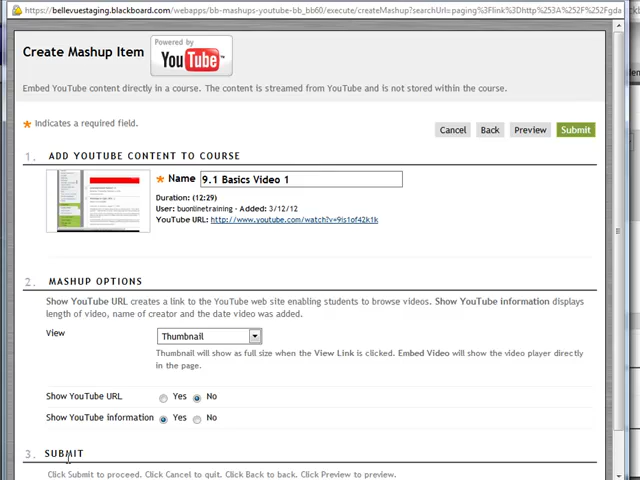 https://bellevuestaging.blackboard.com/webapps/bb-mashups-youtube-bb_bb60/execute/createMashup?searchUrl=paging%3Flink%3Dhttp%253A%252F%252Fgda
Create Mashup Item
Powered by
YouTube
Embed YouTube content directly in a course. The content is streamed from YouTube and is not stored within the course.
* Indicates a required field.
Cancel Back Preview Submit
1. ADD YOUTUBE CONTENT TO COURSE
* Name 9.1 Basics Video 1
Duration: (12:29)
User: buonlinetraining - Added: 3/12/12
YouTube URL: http://www.youtube.com/watch?v=9Is1of42k1k
2. MASHUP OPTIONS
Show YouTube URL creates a link to the YouTube web site enabling students to browse videos. Show YouTube information displays
length of video, name of creator and the date video was added.
View Thumbnail
Thumbnail will show as full size when the View Link is clicked. Embed Video will show the video player directly
in the page.
Show YouTube URL Yes No
Show YouTube information Yes No
3. SUBMIT
Click Submit to proceed. Click Cancel to quit. Click Back to back. Click Preview to preview.